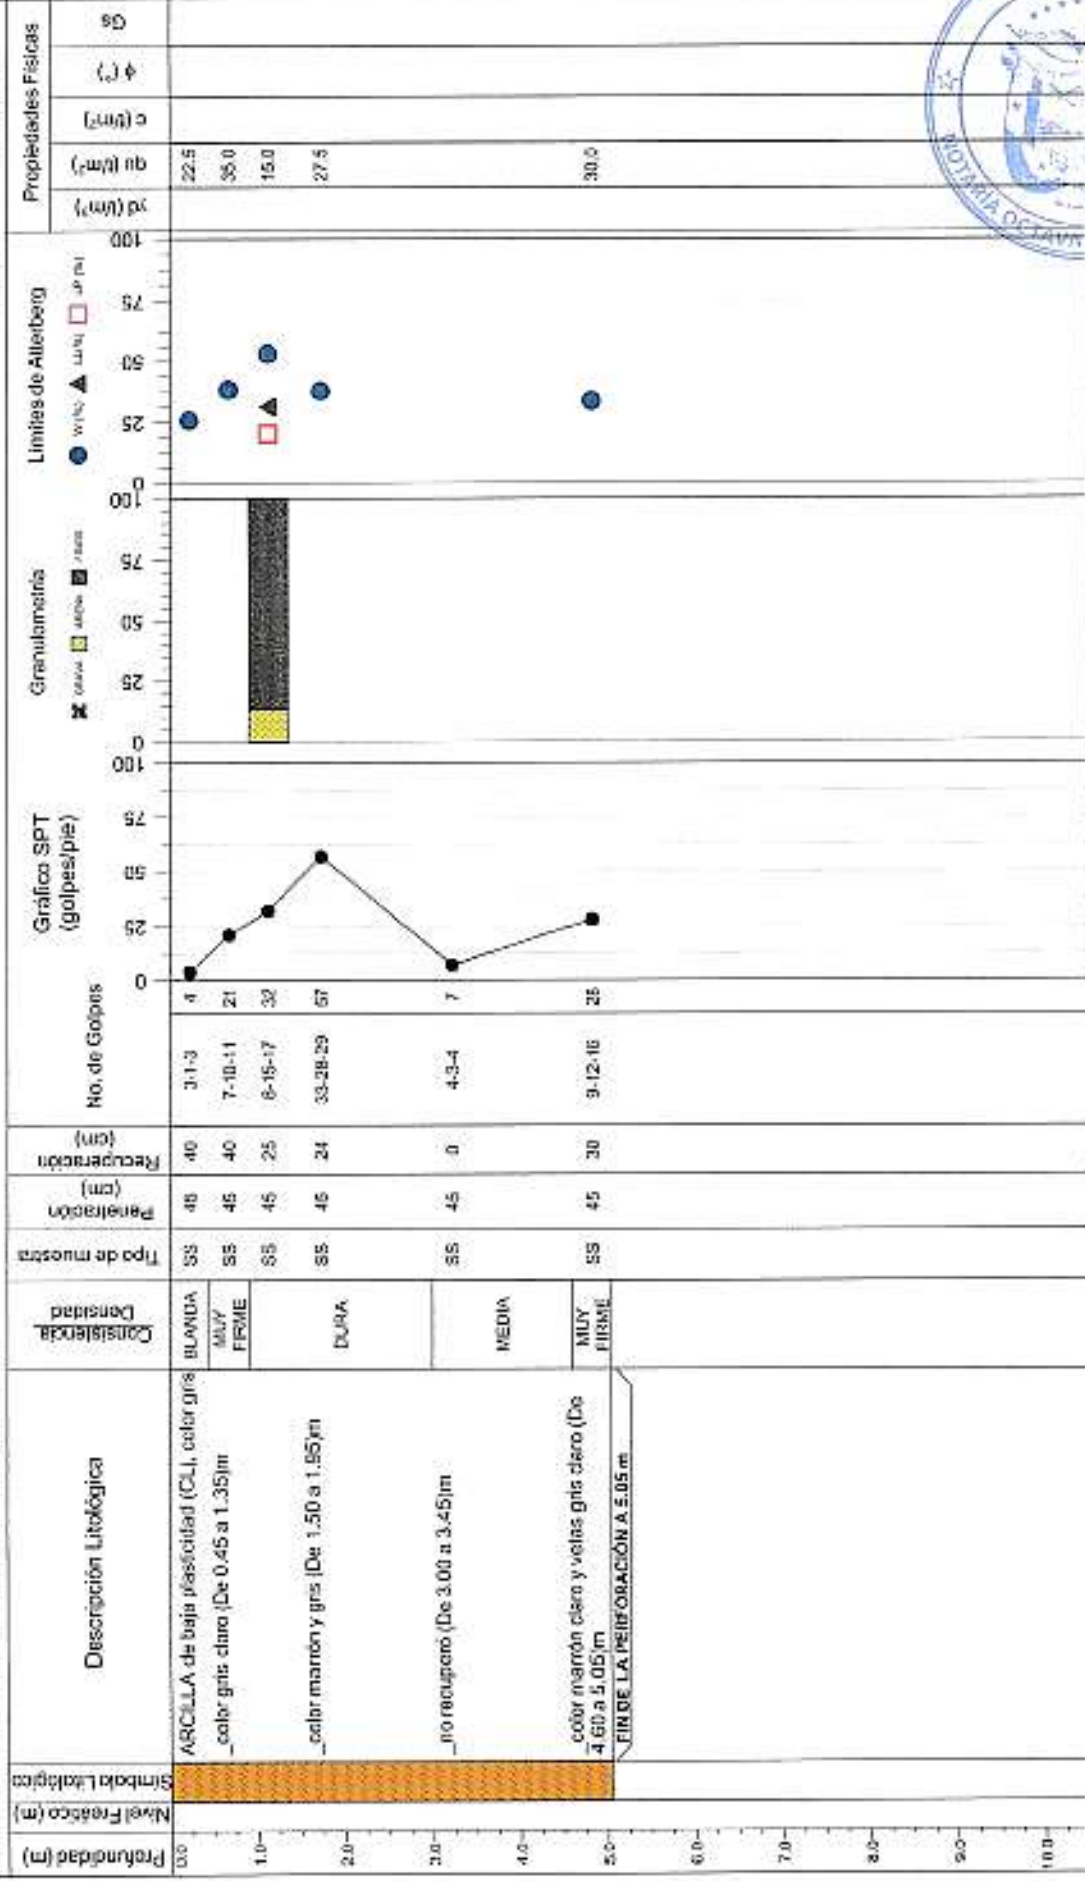 Profundidad (m)
Nivel Freático (m)
Símbolo Litológico
Descripción Litológica
Consistencia
Densidad
Tipo de muestra
Penetración
(cm)
Recuperación
(cm)
No. de Golpes
Gráfico SPT
(golpes/pie)
0 25 50 75 100
Granulometría
0 25 50 75 100
Límites de Atterberg
W (%)
0 25 50 75 100
Propiedades Físicas
γd (t/m³)
qu (t/m²)
c (t/m²)
ϕ (°)
Gs
0.0
1.0
2.0
3.0
4.0
5.0
6.0
7.0
8.0
9.0
10.0
ARCILLA de baja plasticidad (CL), color gris
BLANDA
SS 45 40 3-1-3 4 22.5
_color gris claro (De 0.45 a 1.35)m
MUY
FIRME
SS 45 40 7-10-11 21 35.0
SS 45 25 8-15-17 32 15.0
_color marrón y gris (De 1.50 a 1.95)m
DURA
SS 45 24 33-28-29 57 27.5
_no recuperó (De 3.00 a 3.45)m
MEDIA
SS 45 0 4-3-4 7
_color marrón claro y vetas gris claro (De
4.60 a 5.05)m
MUY
FIRME
SS 45 30 9-12-16 28 30.0
FIN DE LA PERFORACIÓN A 5.05 m
NOTARÍA OCTAVA